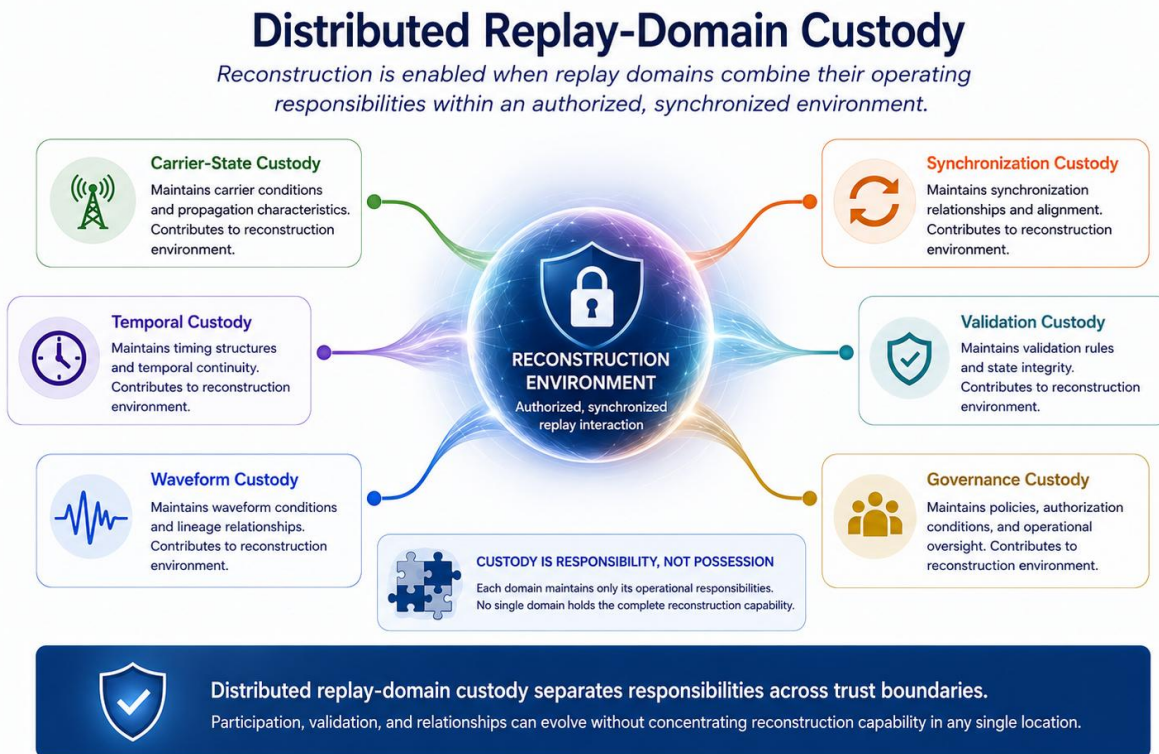 Distributed Replay-Domain Custody
Reconstruction is enabled when replay domains combine their operating
responsibilities within an authorized, synchronized environment.
Carrier-State Custody
Maintains carrier conditions
and propagation characteristics.
Contributes to reconstruction
environment.
Synchronization Custody
Maintains synchronization
relationships and alignment.
Contributes to reconstruction
environment.
Temporal Custody
Maintains timing structures
and temporal continuity.
Contributes to reconstruction
environment.
RECONSTRUCTION
ENVIRONMENT
Authorized, synchronized
replay interaction
Validation Custody
Maintains validation rules
and state integrity.
Contributes to reconstruction
environment.
Waveform Custody
Maintains waveform conditions
and lineage relationships.
Contributes to reconstruction
environment.
Governance Custody
Maintains policies, authorization
conditions, and operational
oversight. Contributes to
reconstruction environment.
CUSTODY IS RESPONSIBILITY, NOT POSSESSION
Each domain maintains only its operational responsibilities.
No single domain holds the complete reconstruction capability.
Distributed replay-domain custody separates responsibilities across trust boundaries.
Participation, validation, and relationships can evolve without concentrating reconstruction capability in any single location.